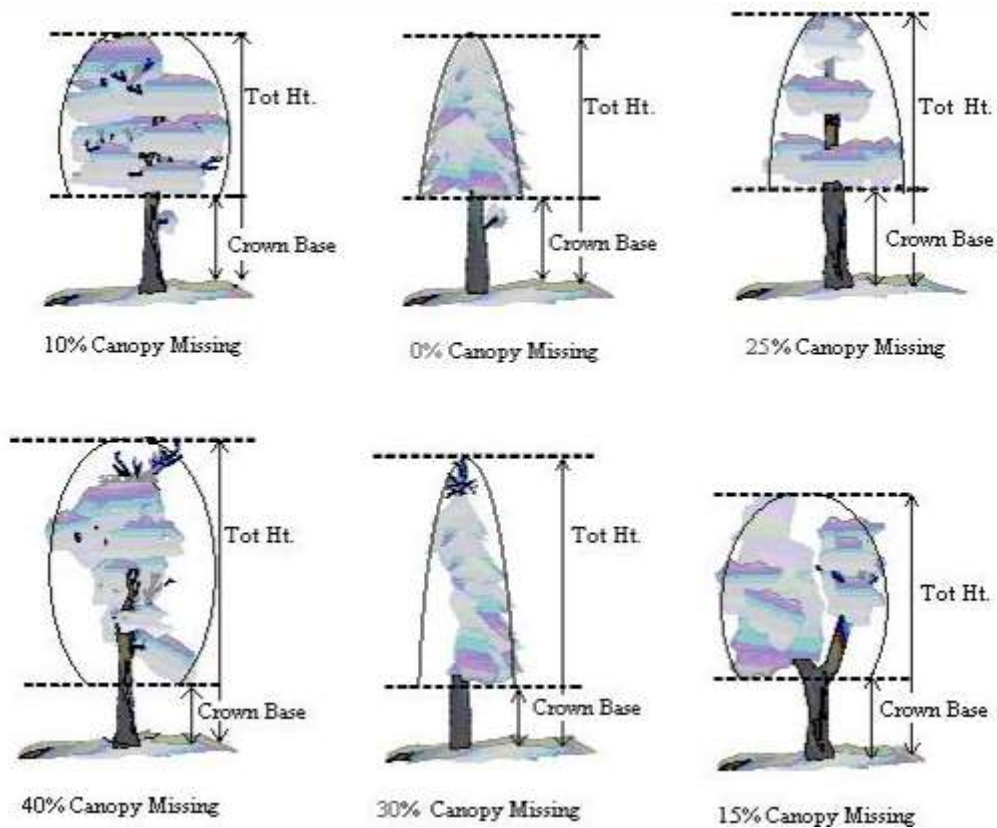 Tot Ht.
Crown Base
10% Canopy Missing
Tot Ht.
Crown Base
0% Canopy Missing
Tot Ht.
Crown Base
25% Canopy Missing
Tot Ht.
Crown Base
40% Canopy Missing
Tot Ht.
Crown Base
30% Canopy Missing
Tot Ht.
Crown Base
15% Canopy Missing